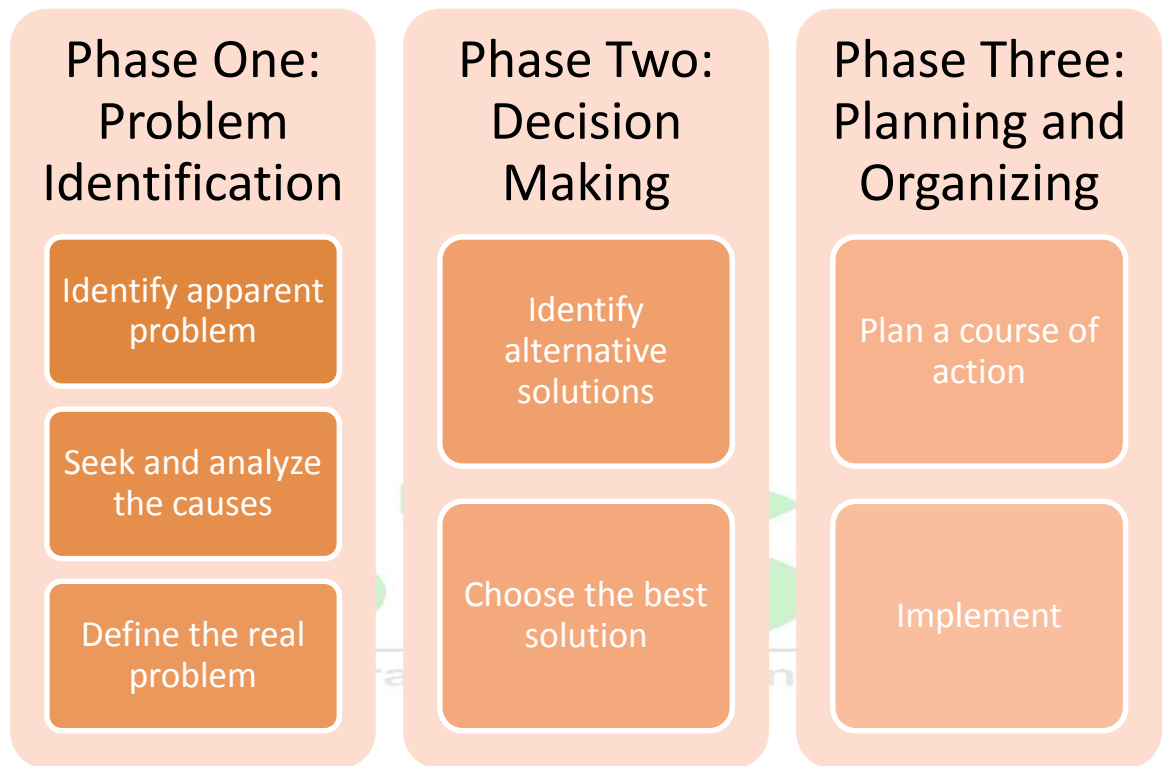 Phase One:
Problem
Identification
Identify apparent
problem
Seek and analyze
the causes
Define the real
problem
Phase Two:
Decision
Making
Identify
alternative
solutions
Choose the best
solution
Phase Three:
Planning and
Organizing
Plan a course of
action
Implement